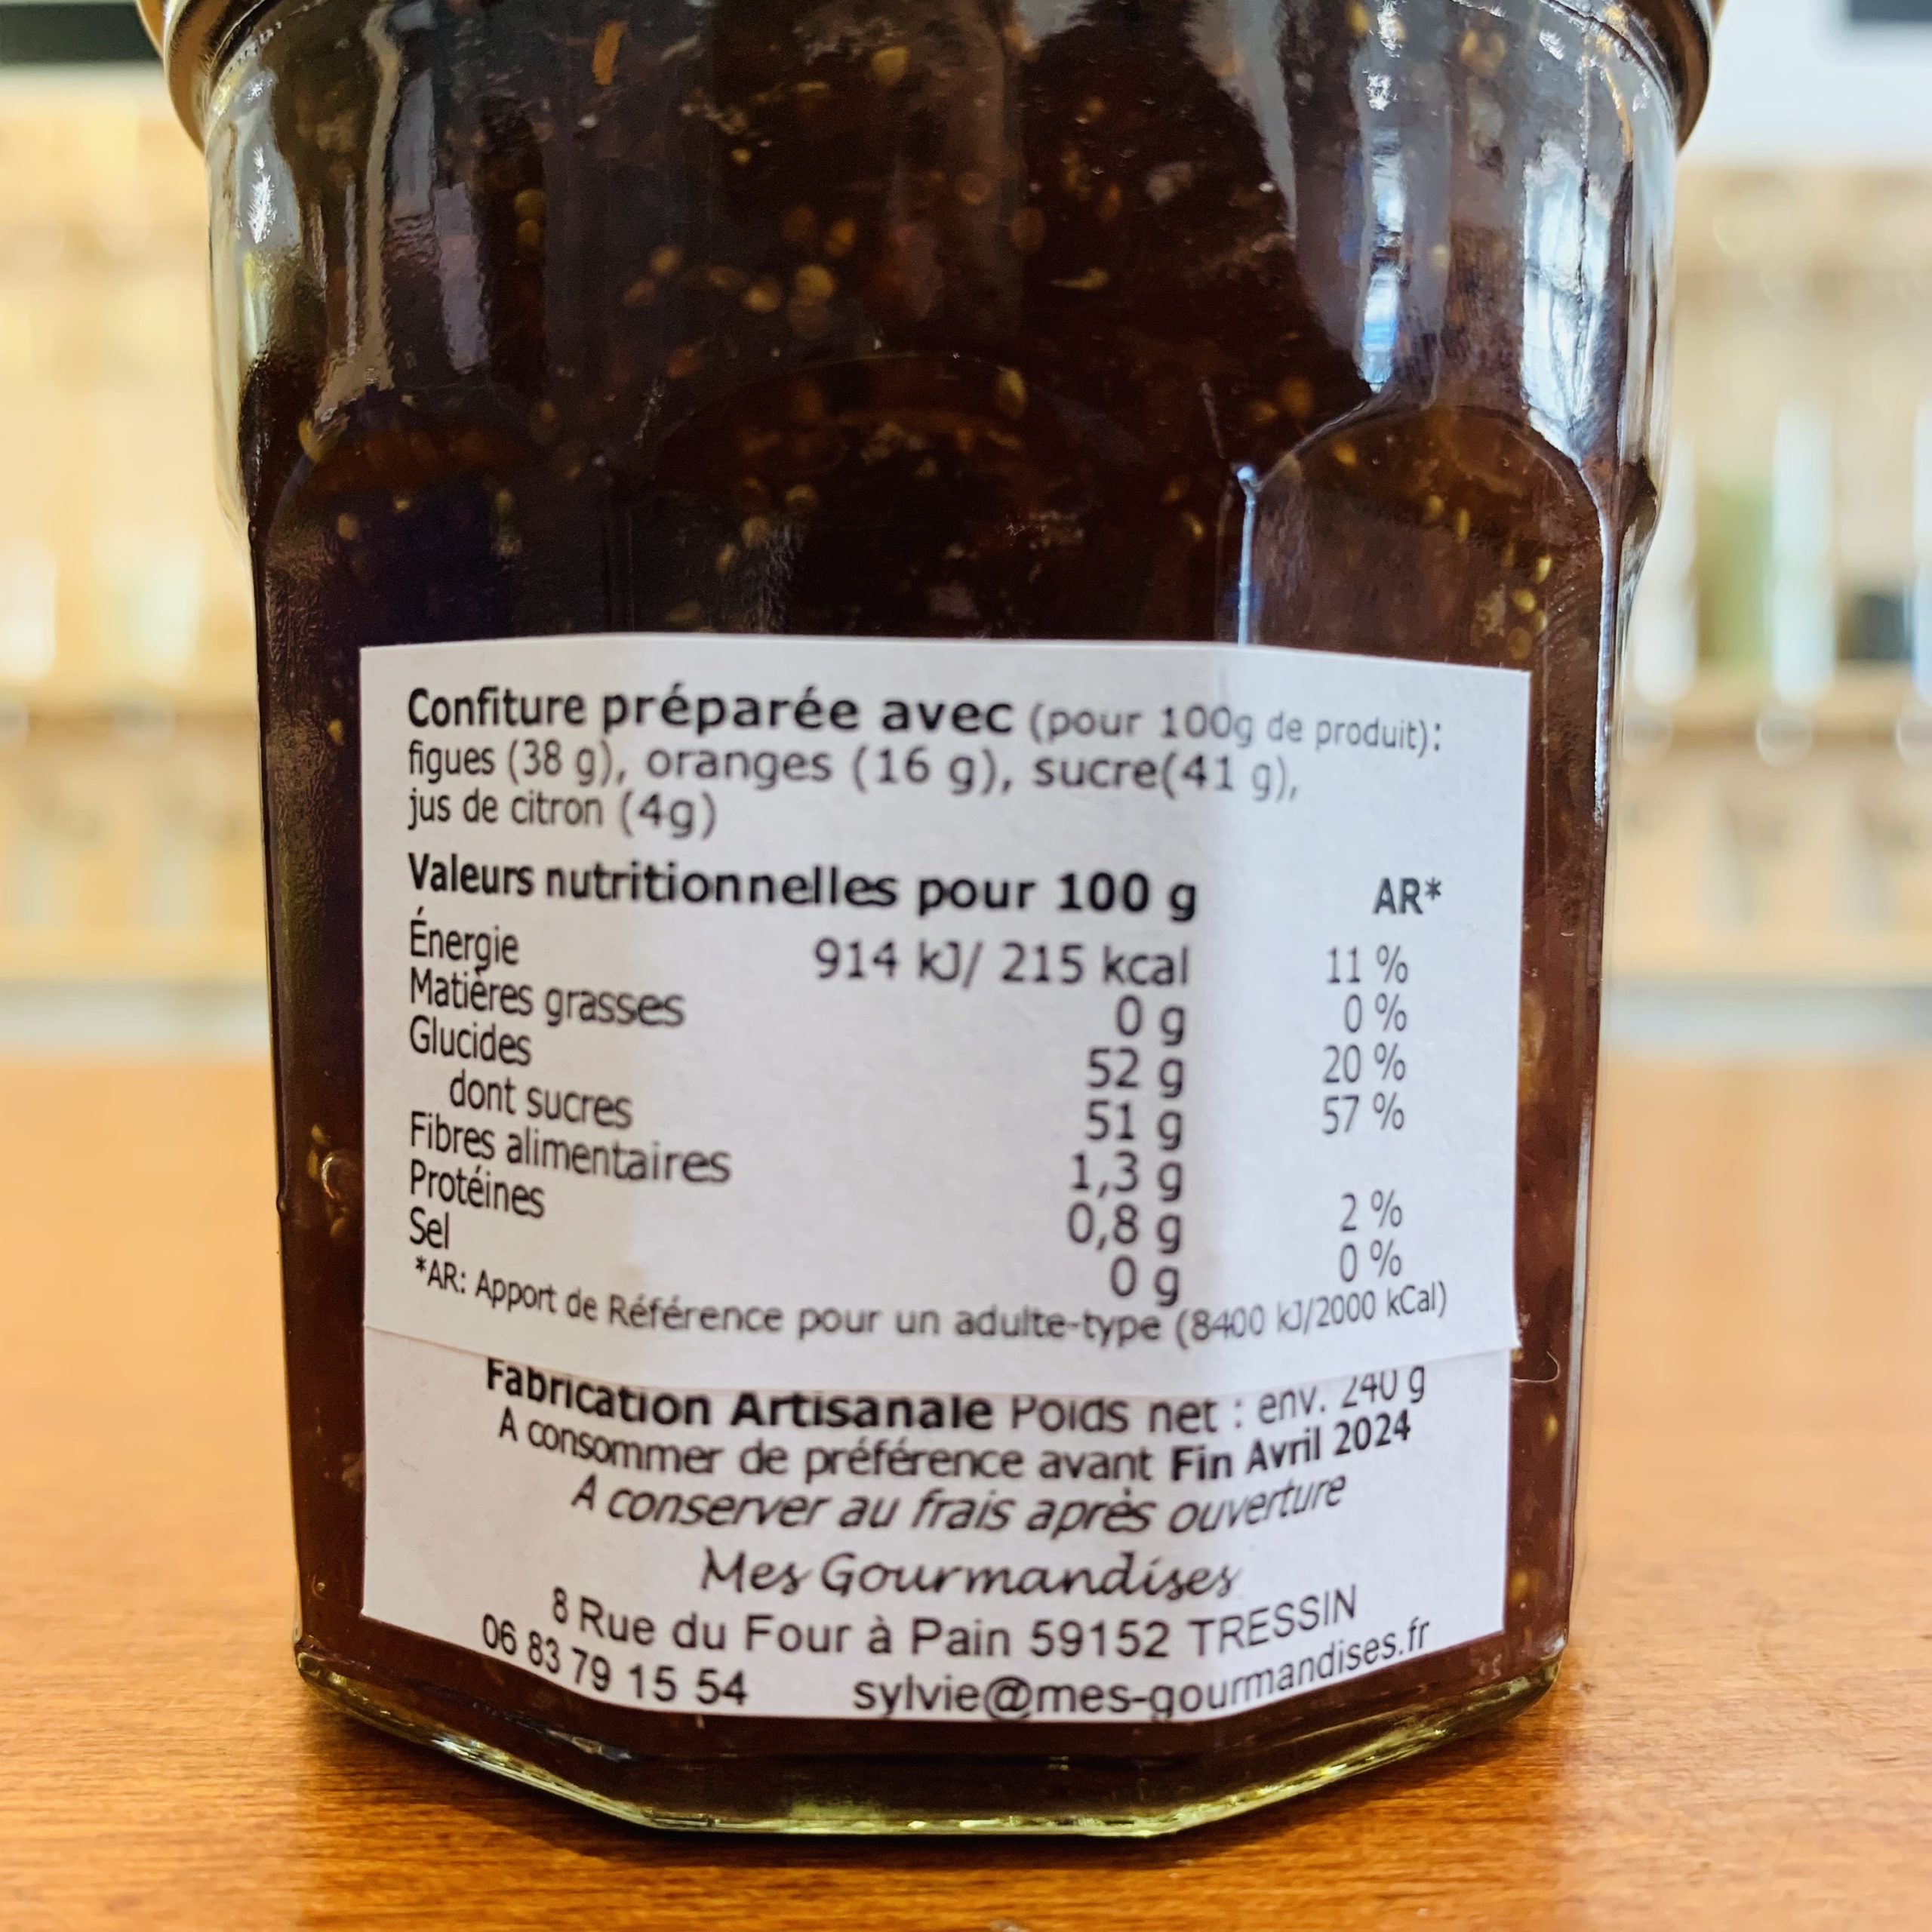 Confiture préparée avec (pour 100g de produit):
figues (38 g), oranges (16 g), sucre(41 g),
jus de citron (4g)
Valeurs nutritionnelles pour 100 g AR*
Énergie 914 kJ/ 215 kcal 11 %
Matières grasses 0 g 0 %
Glucides 52 g 20 %
dont sucres 51 g 57 %
Fibres alimentaires 1,3 g
Protéines 0,8 g 2 %
Sel 0 g 0 %
*AR: Apport de Référence pour un adulte-type (8400 kJ/2000 kCal)
Fabrication Artisanale Poids net : env. 240 g
A consommer de préférence avant Fin Avril 2024
A conserver au frais après ouverture
Mes Gourmandises
8 Rue du Four à Pain 59152 TRESSIN
06 83 79 15 54 sylvie@mes-gourmandises.fr